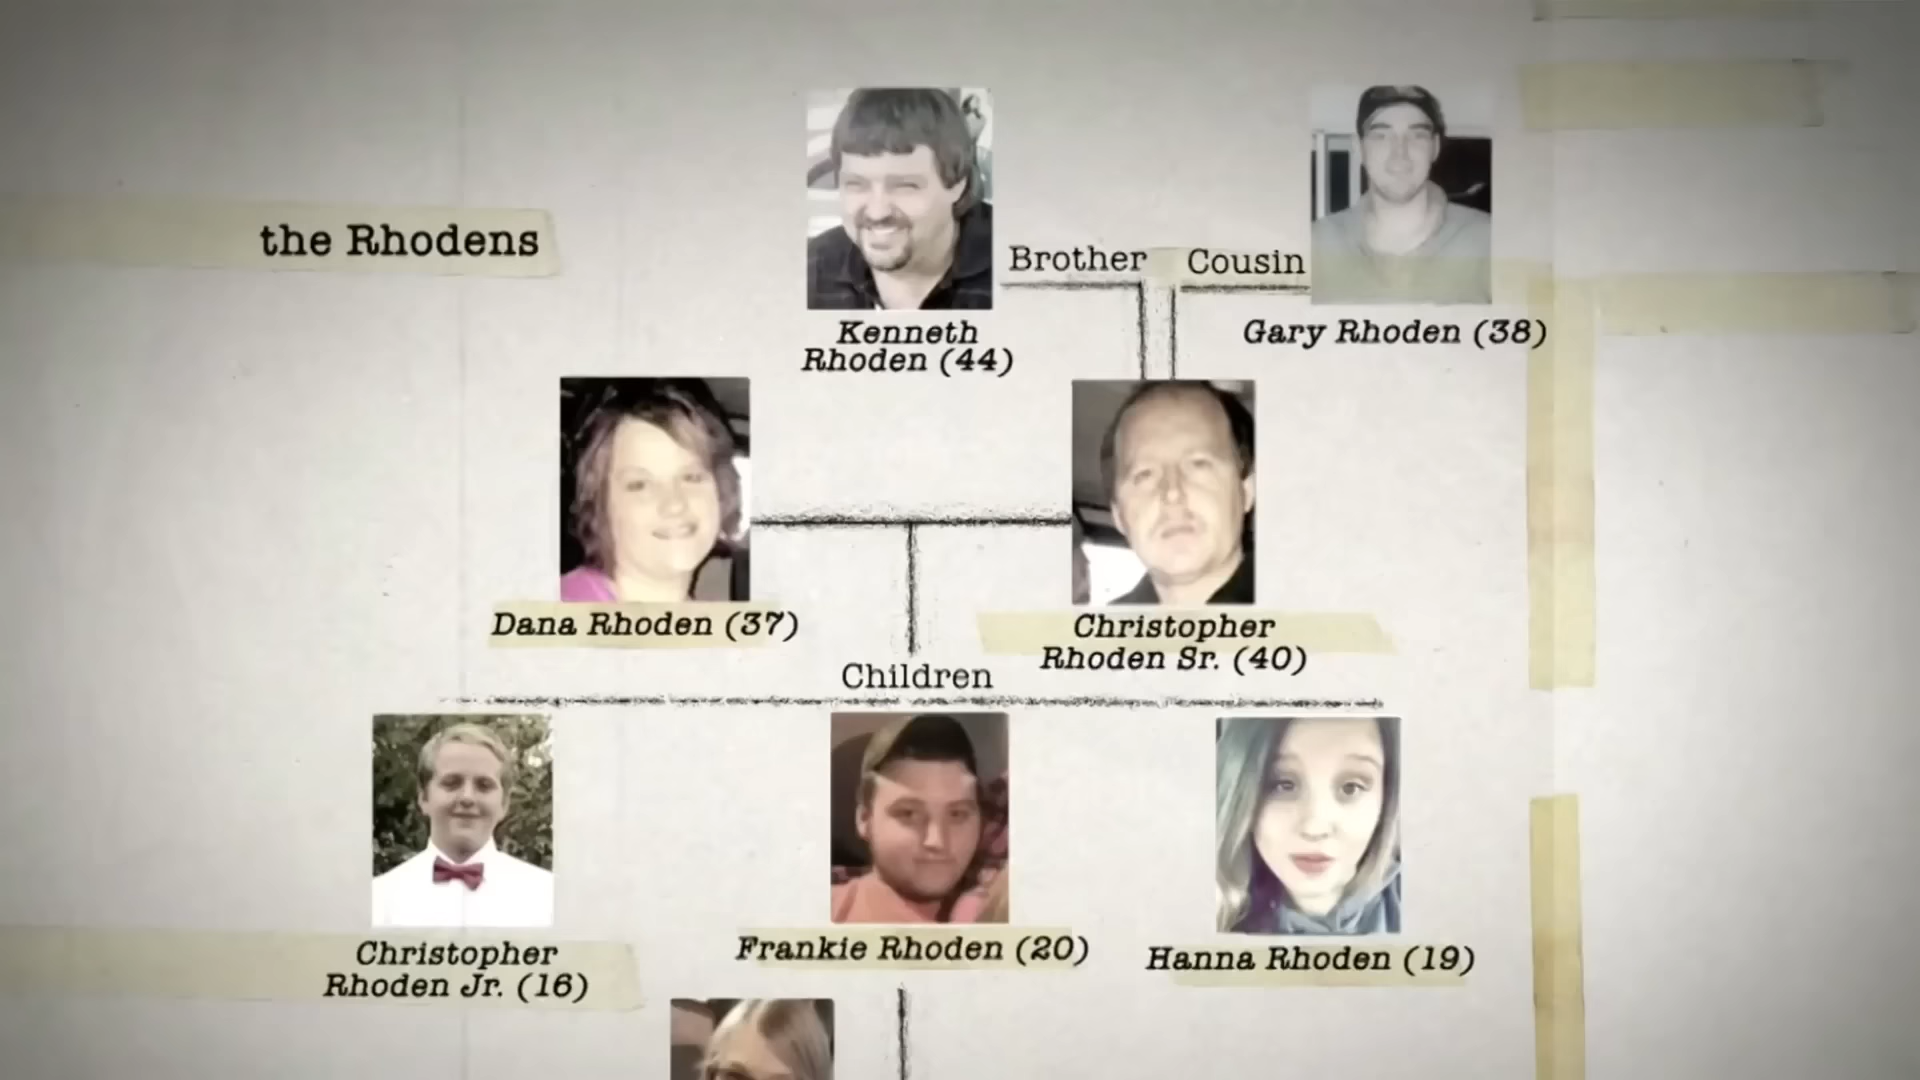 the Rhodens
Brother
Cousin
Kenneth
Rhoden (44)
Gary Rhoden (38)
Dana Rhoden (37)
Christopher
Rhoden Sr. (40)
Children
Christopher
Rhoden Jr. (16)
Frankie Rhoden (20)
Hanna Rhoden (19)